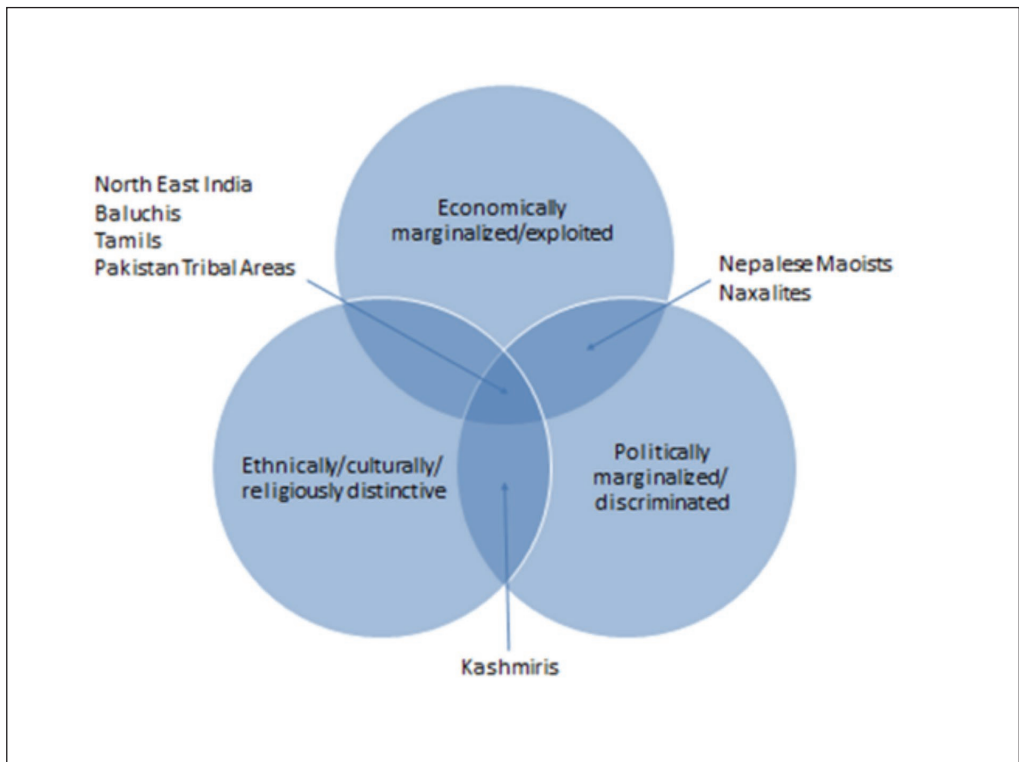 North East India
Baluchis
Tamils
Pakistan Tribal Areas
Economically
marginalized/exploited
Nepalese Maoists
Naxalites
Ethnically/culturally/
religiously distinctive
Politically
marginalized/
discriminated
Kashmiris